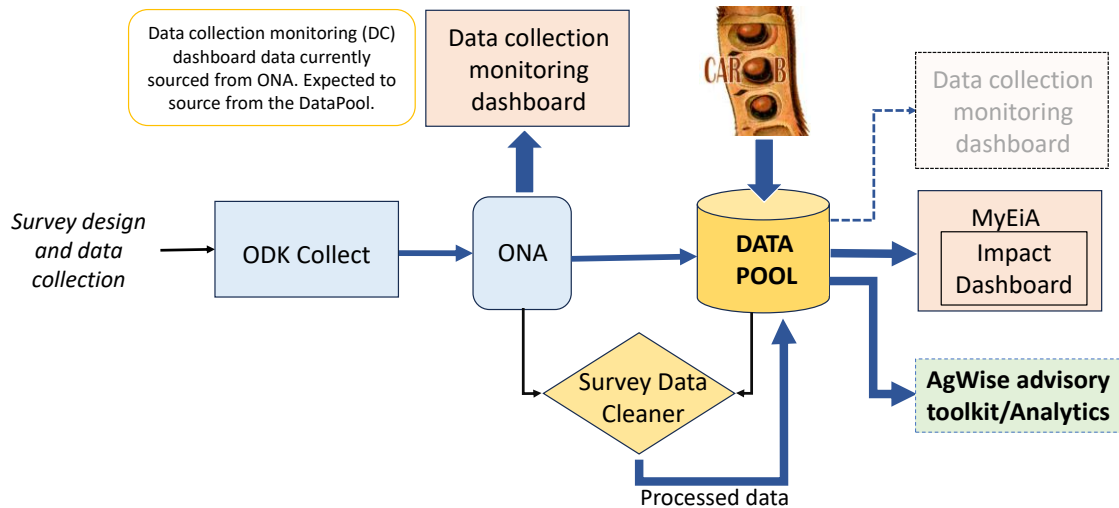 Data collection monitoring (DC)
dashboard data currently
sourced from ONA. Expected to
source from the DataPool.
Data collection
monitoring
dashboard
CAROB
Data collection
monitoring
dashboard
Survey design
and data
collection
ODK Collect
ONA
DATA
POOL
MyEiA
Impact
Dashboard
Survey Data
Cleaner
AgWise advisory
toolkit/Analytics
Processed data